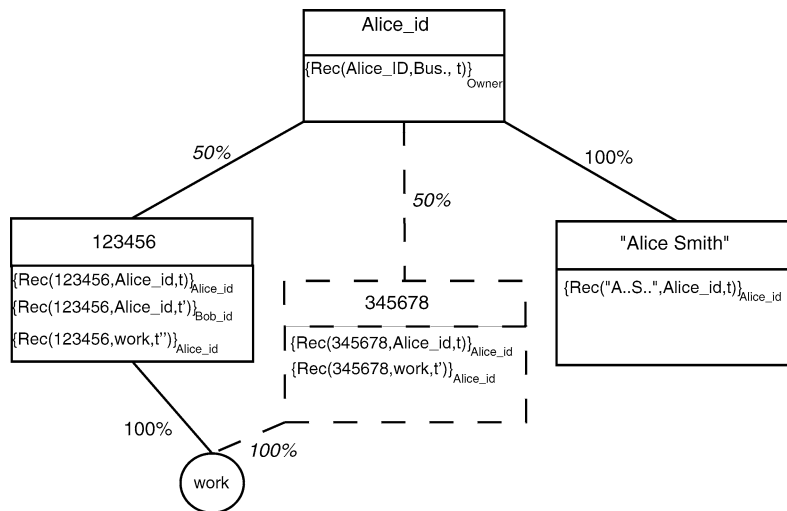 Alice_id
{Rec(Alice_ID,Bus., t)}Owner
50%
50%
100%
123456
{Rec(123456,Alice_id,t)}Alice_id
{Rec(123456,Alice_id,t')}Bob_id
{Rec(123456,work,t'')}Alice_id
345678
{Rec(345678,Alice_id,t)}Alice_id
{Rec(345678,work,t')}Alice_id
"Alice Smith"
{Rec("A..S..",Alice_id,t)}Alice_id
100%
100%
work